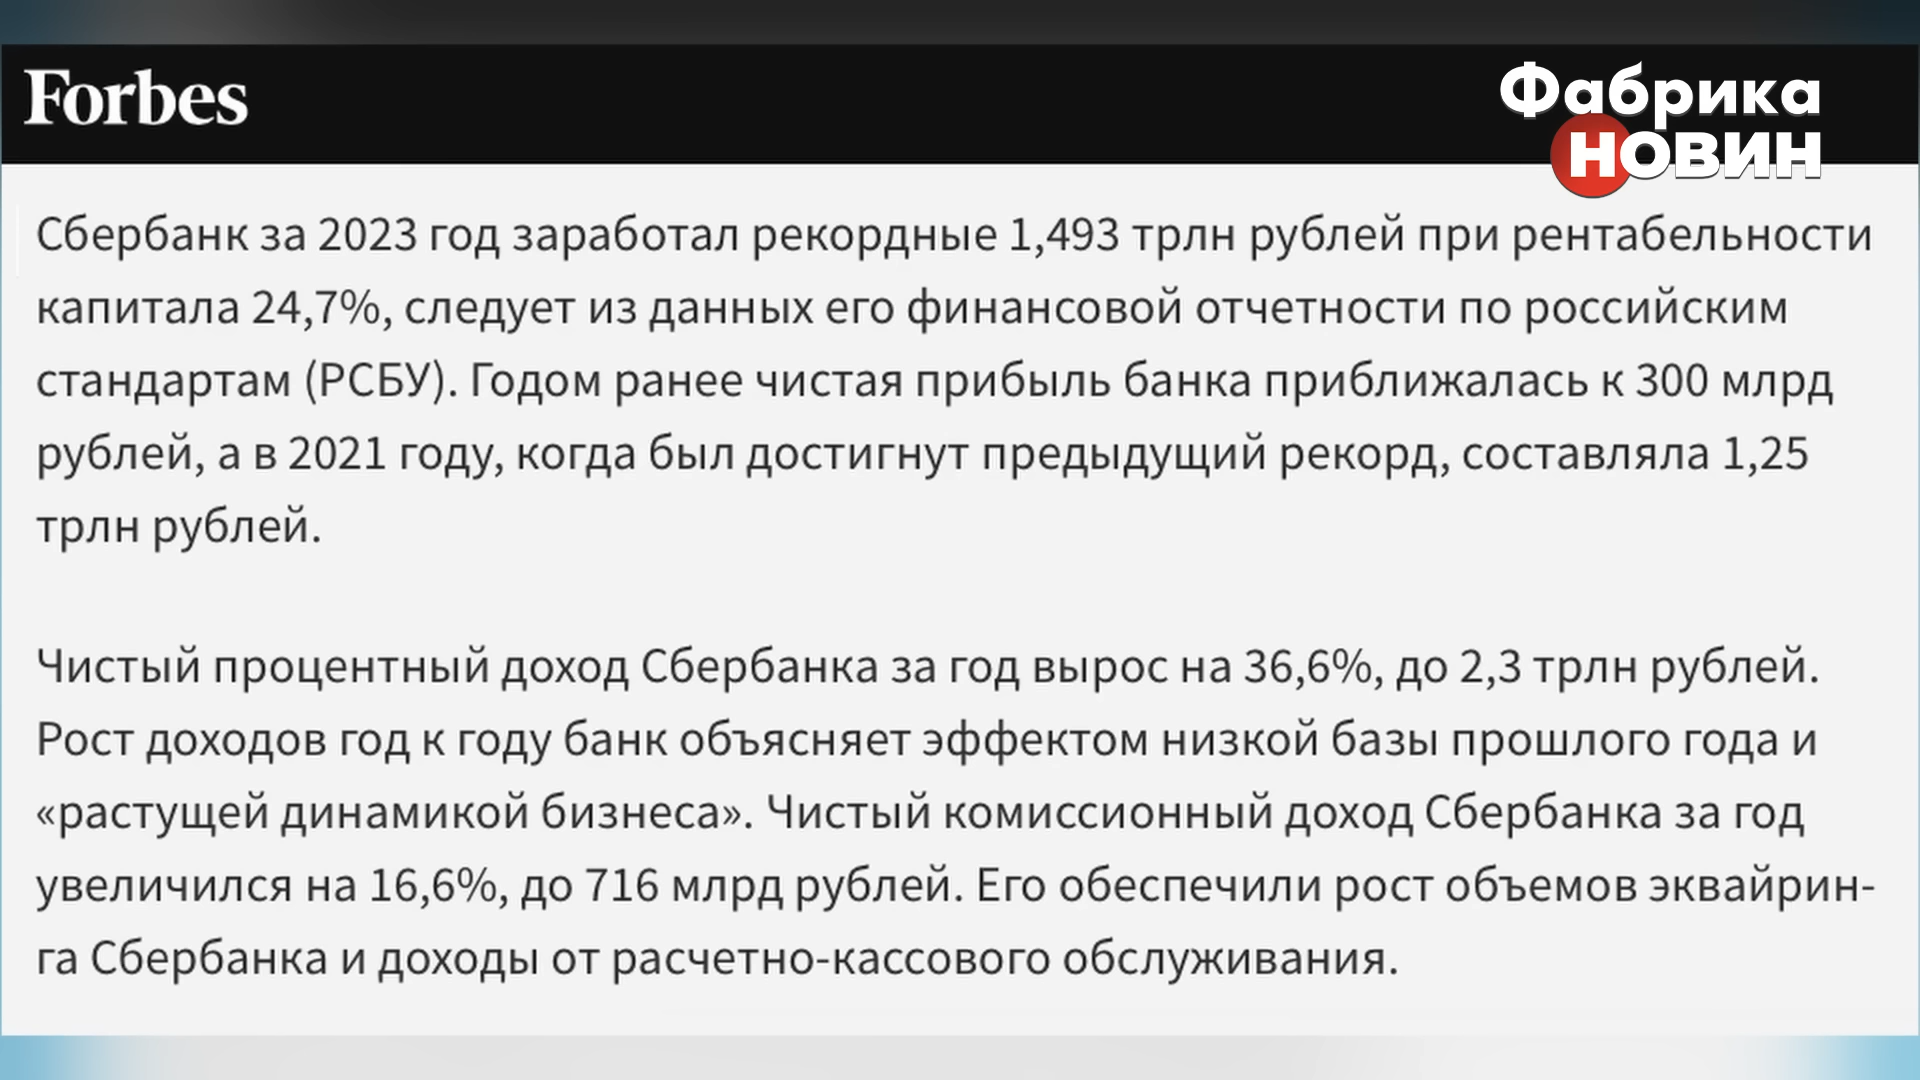 Forbes
Фабрика
новин
Сбербанк за 2023 год заработал рекордные 1,493 трлн рублей при рентабельности
капитала 24,7%, следует из данных его финансовой отчетности по российским
стандартам (РСБУ). Годом ранее чистая прибыль банка приближалась к 300 млрд
рублей, а в 2021 году, когда был достигнут предыдущий рекорд, составляла 1,25
трлн рублей.
Чистый процентный доход Сбербанка за год вырос на 36,6%, до 2,3 трлн рублей.
Рост доходов год к году банк объясняет эффектом низкой базы прошлого года и
«растущей динамикой бизнеса». Чистый комиссионный доход Сбербанка за год
увеличился на 16,6%, до 716 млрд рублей. Его обеспечили рост объемов эквайрин-
га Сбербанка и доходы от расчетно-кассового обслуживания.